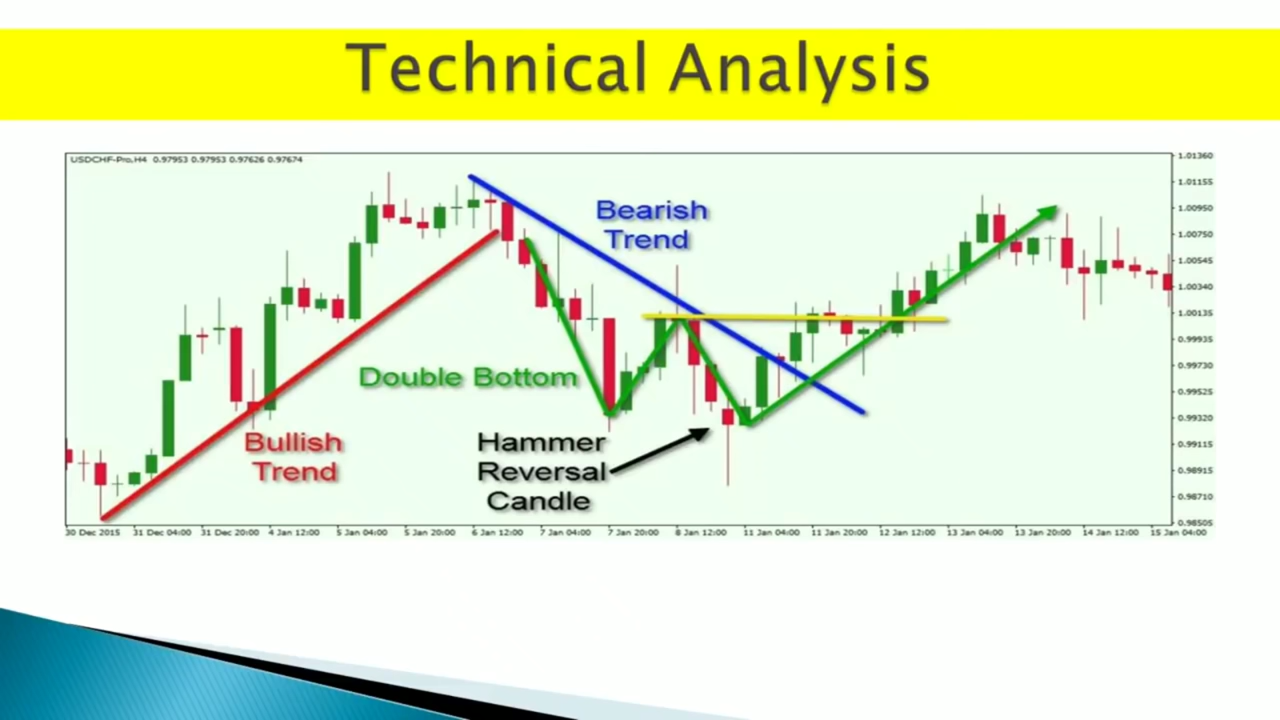 Technical Analysis
USDCHF-Pro,H4 0.97953 0.97953 0.97626 0.97674
1.01360
1.01155
Bearish
Trend
1.00950
1.00750
1.00545
1.00340
1.00135
0.99935
0.99730
Double Bottom
0.99525
0.99320
Bullish
Trend
Hammer
Reversal
Candle
0.99115
0.98915
0.98710
0.98505
30 Dec 2015 31 Dec 04:00 31 Dec 20:00 4 Jan 12:00 5 Jan 04:00 5 Jan 20:00 6 Jan 12:00 7 Jan 04:00 7 Jan 20:00 8 Jan 12:00 11 Jan 04:00 11 Jan 20:00 12 Jan 12:00 13 Jan 04:00 13 Jan 20:00 14 Jan 12:00 15 Jan 04:00